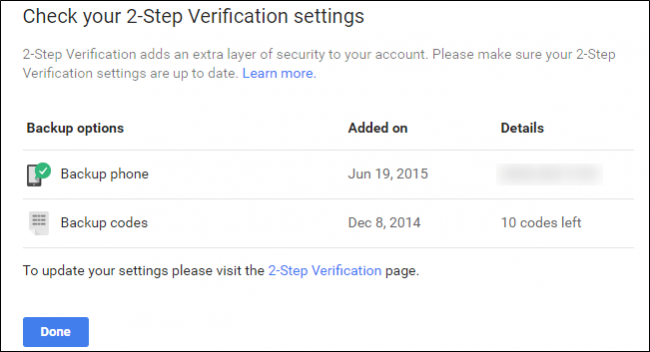 Check your 2-Step Verification settings
2-Step Verification adds an extra layer of security to your account. Please make sure your 2-Step
Verification settings are up to date. Learn more.
Backup options Added on Details
Backup phone Jun 19, 2015
Backup codes Dec 8, 2014 10 codes left
To update your settings please visit the 2-Step Verification page.
Done